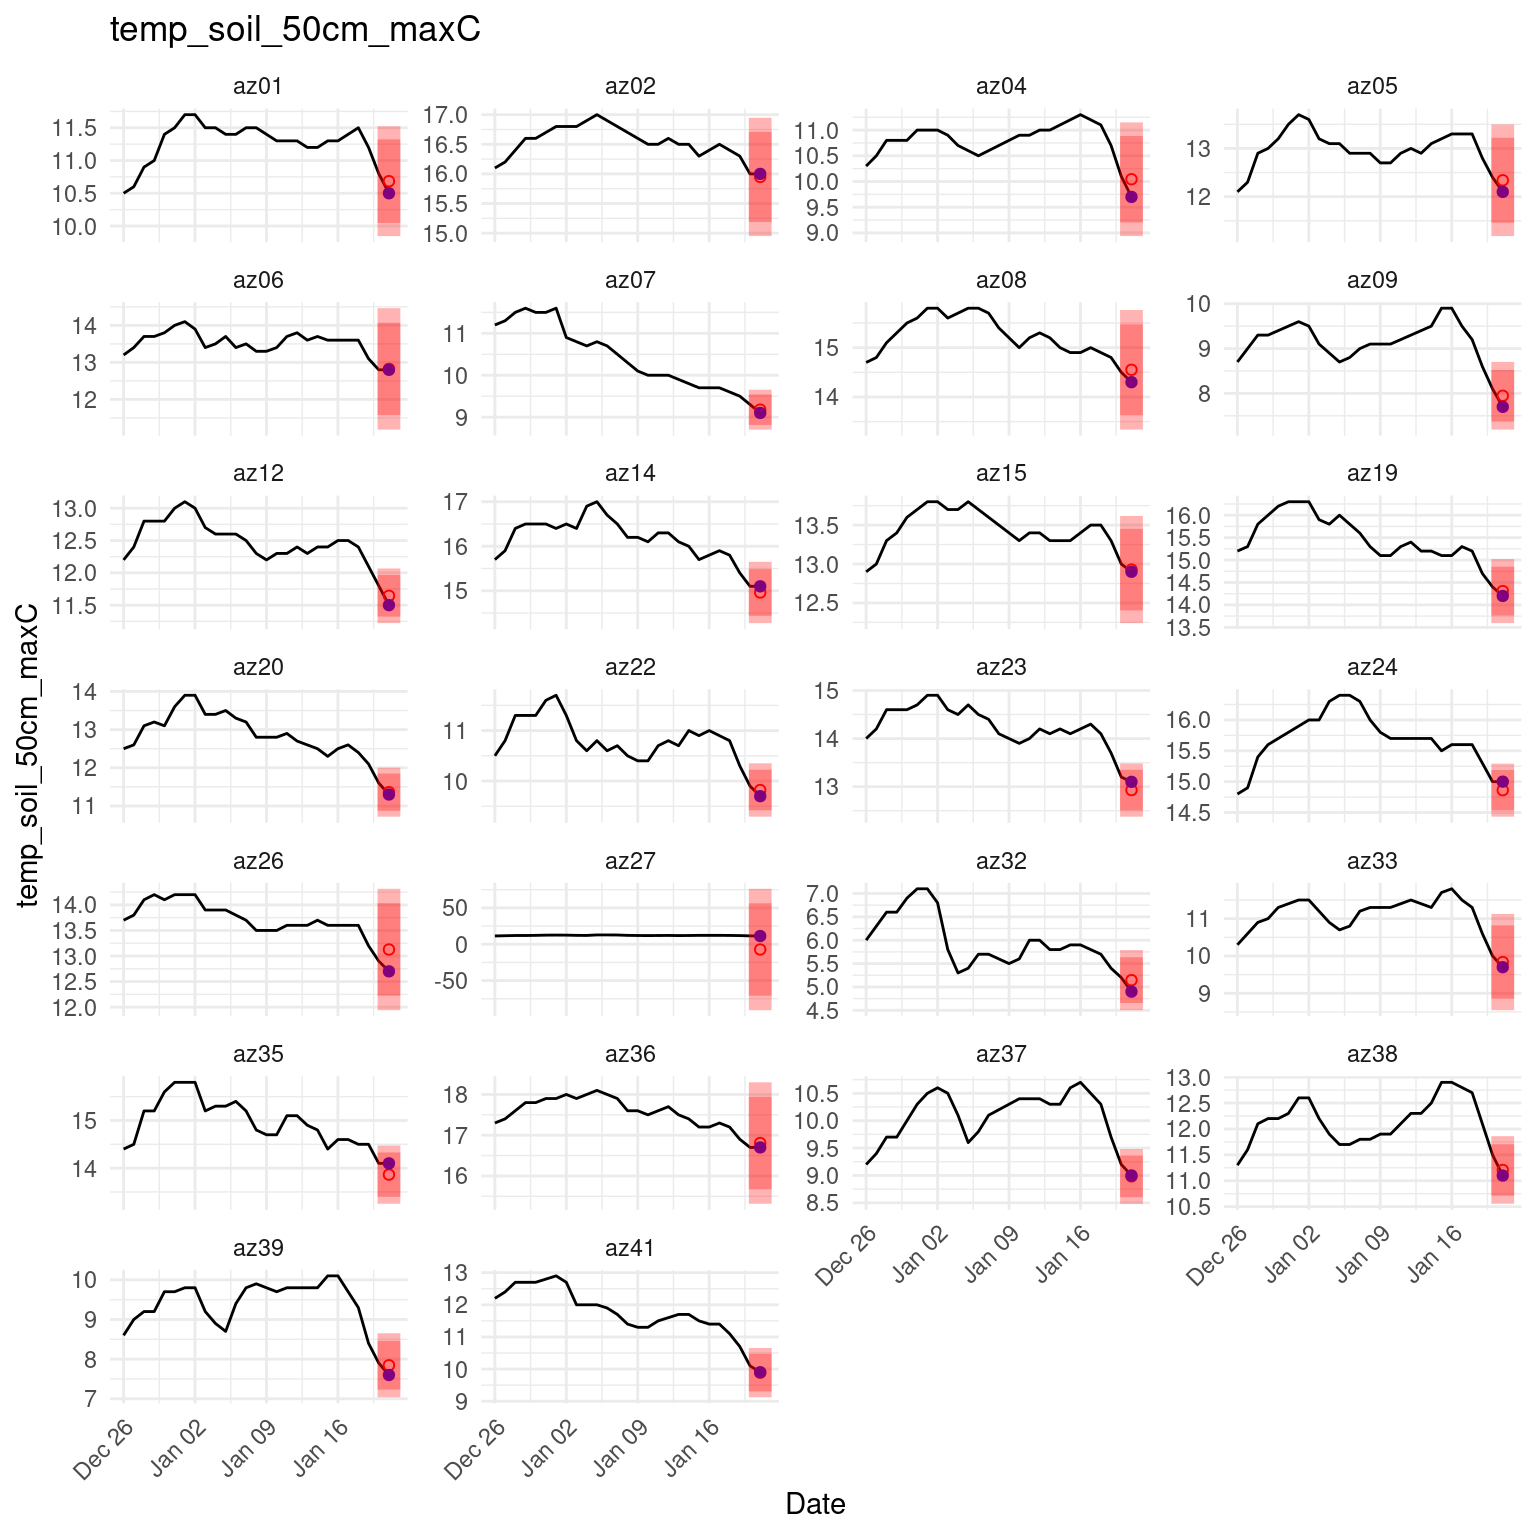 temp_soil_50cm_maxC
az01 az02 az04 az05
11.5 11.0 10.5 10.0
17.0 16.5 16.0 15.5 15.0
11.0 10.5 10.0 9.5 9.0
13 12
az06 az07 az08 az09
14 13 12
11 10 9
15 14
10 9 8
az12 az14 az15 az19
13.0 12.5 12.0 11.5
17 16 15
13.5 13.0 12.5
16.0 15.5 15.0 14.5 14.0 13.5
az20 az22 az23 az24
14 13 12 11
11 10
15 14 13
16.0 15.5 15.0 14.5
az26 az27 az32 az33
14.0 13.5 13.0 12.5 12.0
50 0 -50
7.0 6.5 6.0 5.5 5.0 4.5
11 10 9
az35 az36 az37 az38
15 14
18 17 16
10.5 10.0 9.5 9.0 8.5
13.0 12.5 12.0 11.5 11.0 10.5
Dec 26 Jan 02 Jan 09 Jan 16
Dec 26 Jan 02 Jan 09 Jan 16
az39 az41
10 9 8 7
13 12 11 10 9
Dec 26 Jan 02 Jan 09 Jan 16
Dec 26 Jan 02 Jan 09 Jan 16
temp_soil_50cm_maxC
Date